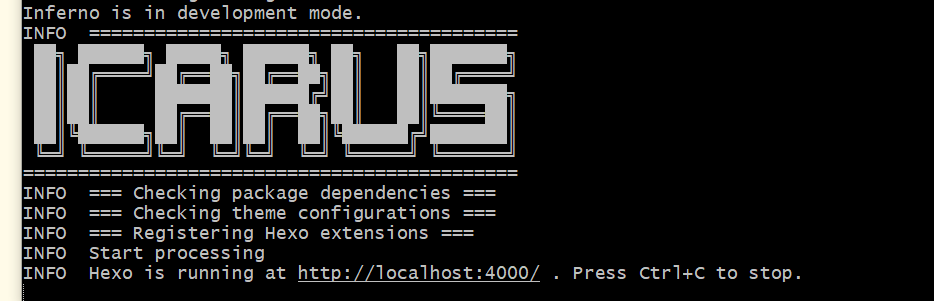 Inferno is in development mode.
INFO  =======================================
ICARUS
=============================================
INFO  === Checking package dependencies ===
INFO  === Checking theme configurations ===
INFO  === Registering Hexo extensions ===
INFO  Start processing
INFO  Hexo is running at http://localhost:4000/ . Press Ctrl+C to stop.